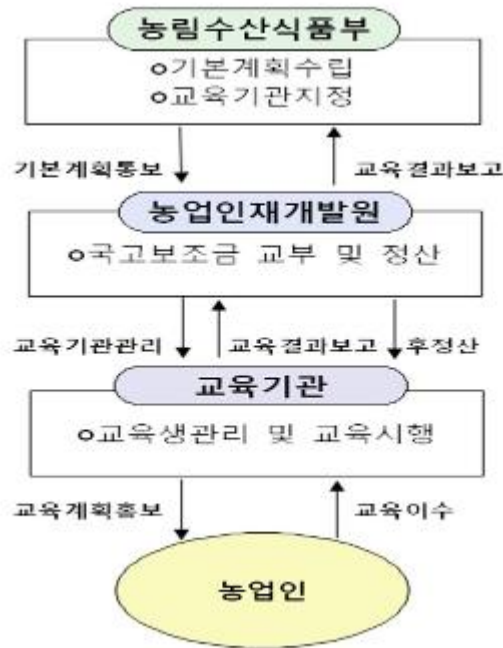 농림수산식품부
o기본계획수립
o교육기관지정
기본계획통보 교육결과보고
농업인재개발원
o국고보조금 교부 및 정산
교육기관관리 교육결과보고 후정산
교육기관
o교육생관리 및 교육시행
교육계획홍보 교육이수
농업인